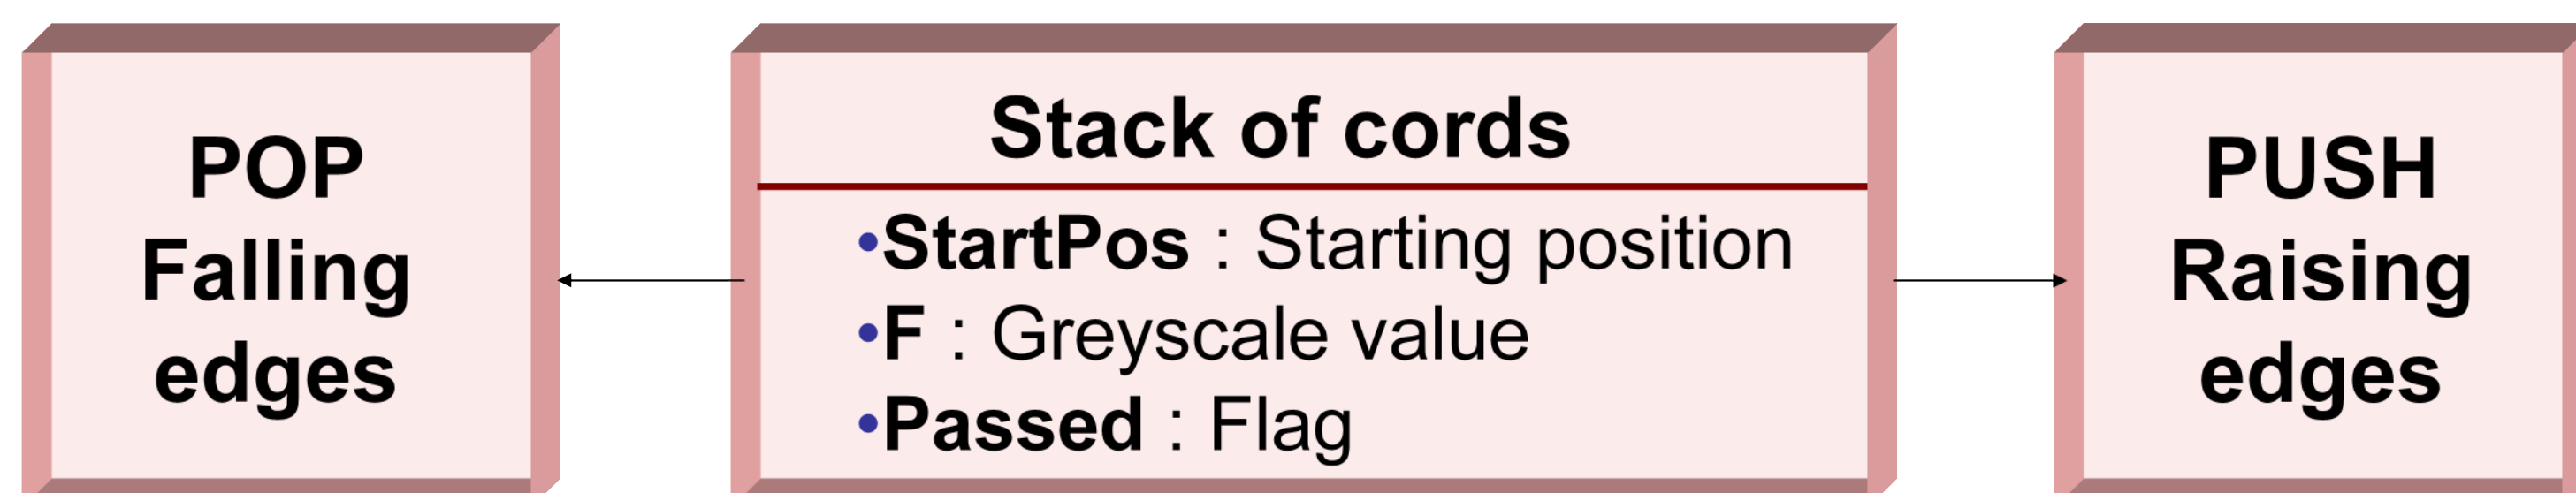 POP
Falling
edges
Stack of cords
•StartPos : Starting position
•F : Greyscale value
•Passed : Flag
PUSH
Raising
edges